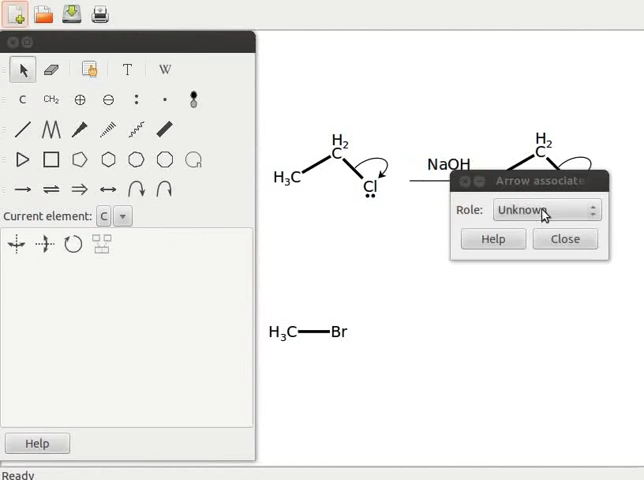 T W
C CH2
Current element: C
Help
H2
C
H3C
Cl
NaOH
H2
C
Arrow associate
Role: Unknown
Help Close
H3C Br
Ready